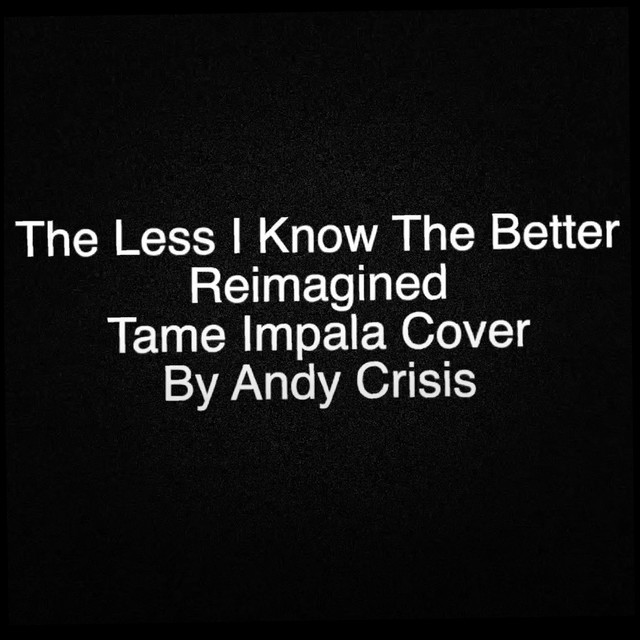 The Less I Know The Better
Reimagined
Tame Impala Cover
By Andy Crisis